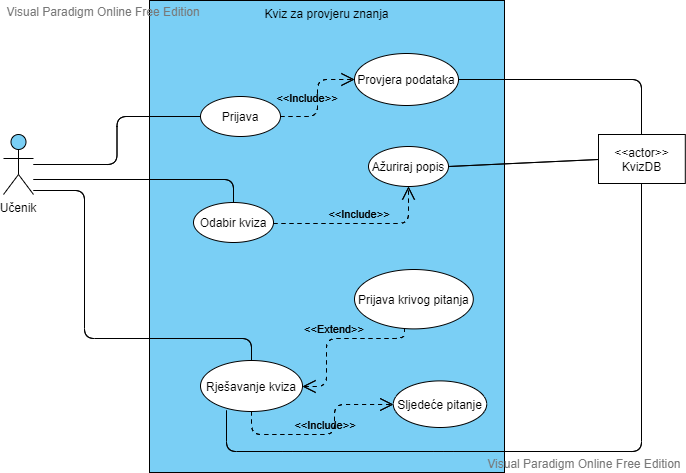 Visual Paradigm Online Free Edition
Kviz za provjeru znanja
Provjera podataka
<<Include>>
Prijava
<<actor>>
KvizDB
Ažuriraj popis
Učenik
<<Include>>
Odabir kviza
Prijava krivog pitanja
<<Extend>>
Rješavanje kviza
Sljedeće pitanje
<<Include>>
Visual Paradigm Online Free Edition